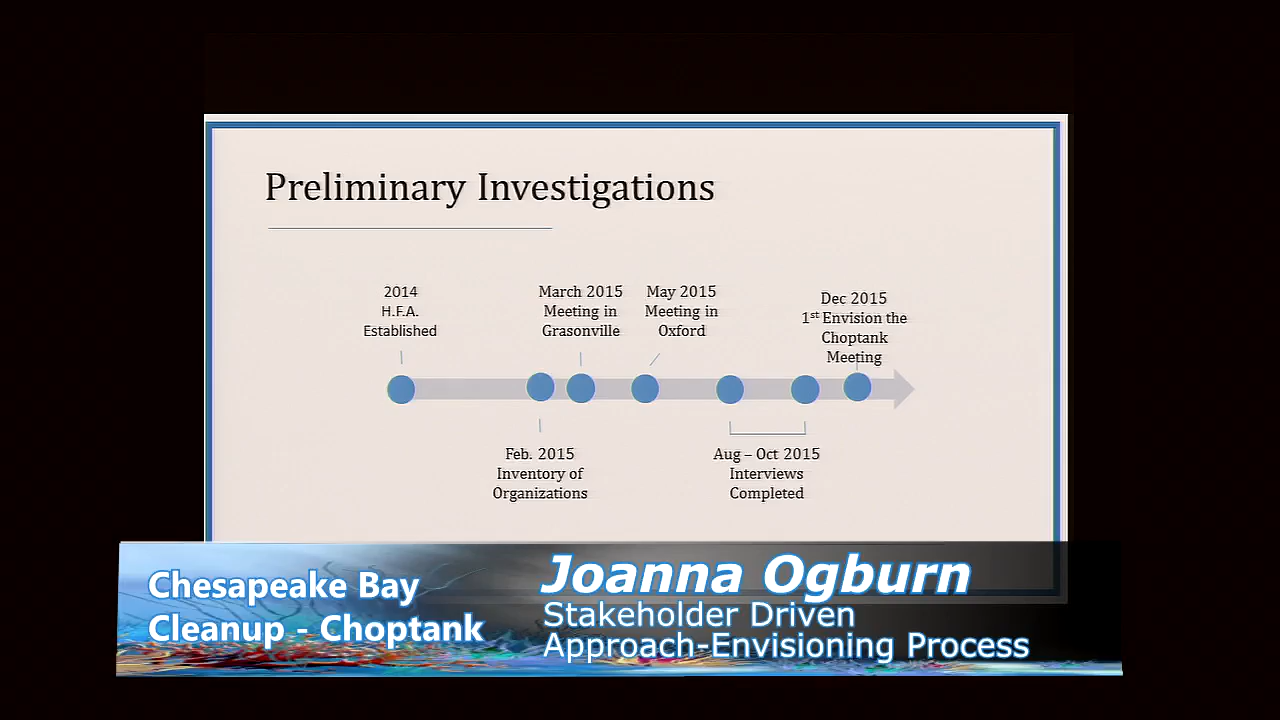 Preliminary Investigations
2014
H.F.A.
Established
March 2015
Meeting in
Grasonville
May 2015
Meeting in
Oxford
Dec 2015
1st Envision the
Choptank
Meeting
Feb. 2015
Inventory of
Organizations
Aug – Oct 2015
Interviews
Completed
Chesapeake Bay
Cleanup - Choptank
Joanna Ogburn
Stakeholder Driven
Approach-Envisioning Process